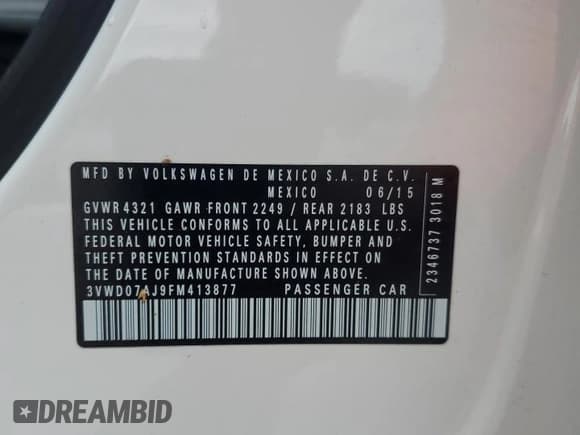 MFD BY VOLKSWAGEN DE MEXICO S.A. DE C.V.
MEXICO 06/15
GVWR 4321 GAWR FRONT 2249 / REAR 2183 LBS
THIS VEHICLE CONFORMS TO ALL APPLICABLE U.S.
FEDERAL MOTOR VEHICLE SAFETY, BUMPER AND
THEFT PREVENTION STANDARDS IN EFFECT ON
THE DATE OF MANUFACTURE SHOWN ABOVE.
3VWD07AJ9FM413877 PASSENGER CAR
2346737 3018 M
DREAMBID